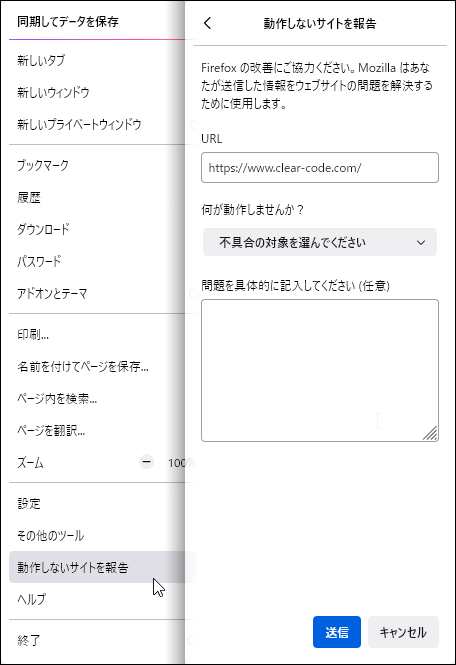 同期してデータを保存
新しいタブ
新しいウィンドウ
新しいプライベートウィンドウ
ブックマーク
履歴
ダウンロード
パスワード
アドオンとテーマ
印刷...
名前を付けてページを保存...
ページ内を検索...
ページを翻訳...
ズーム
100%
設定
その他のツール
動作しないサイトを報告
ヘルプ
終了
動作しないサイトを報告
Firefox の改善にご協力ください。Mozilla はあな
たが送信した情報をウェブサイトの問題を解決する
ために使用します。
URL
https://www.clear-code.com/
何が動作しませんか？
不具合の対象を選んでください
問題を具体的に記入してください (任意)
送信
キャンセル